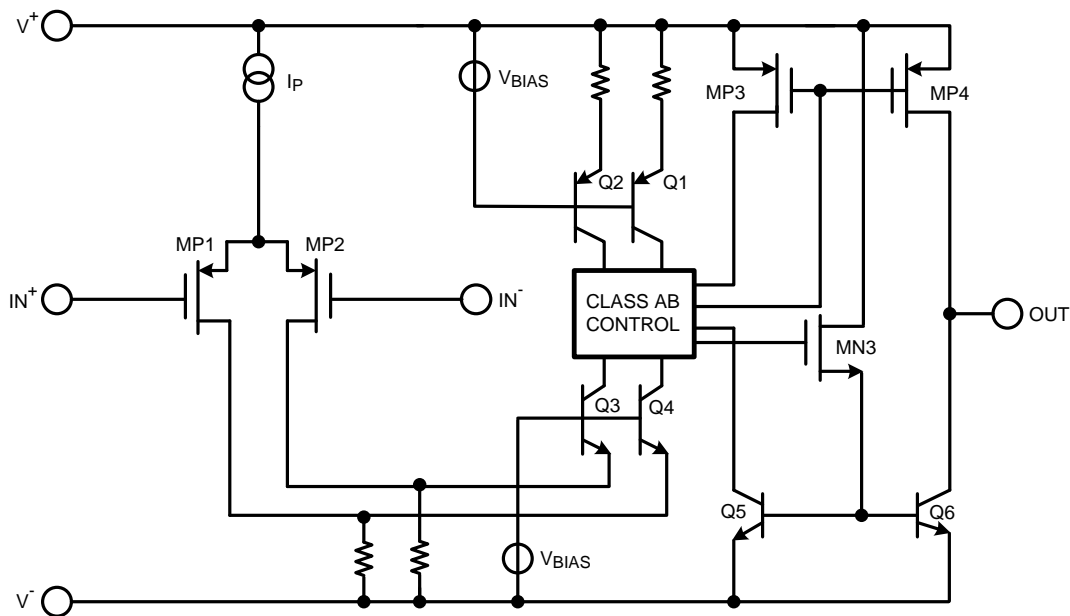 V+
IP
VBIAS
MP3
MP4
Q2
Q1
MP1
MP2
IN+
IN-
CLASS AB
CONTROL
OUT
MN3
Q3
Q4
Q5
Q6
VBIAS
V-